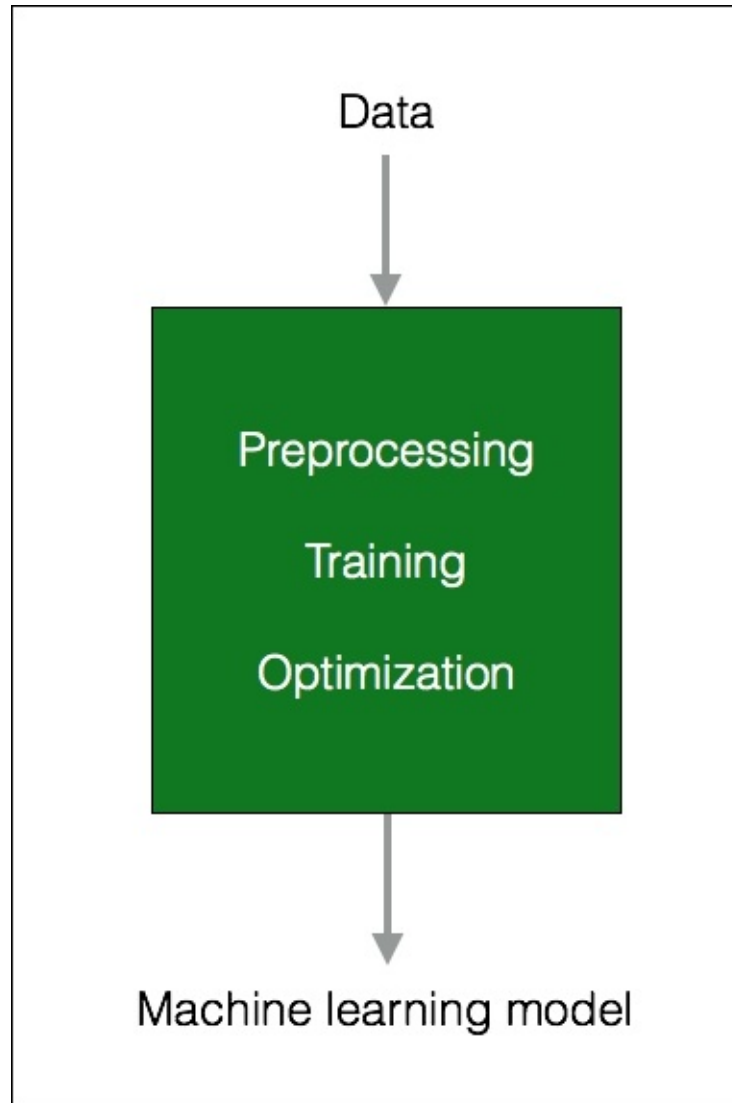 Data
Preprocessing
Training
Optimization
Machine learning model